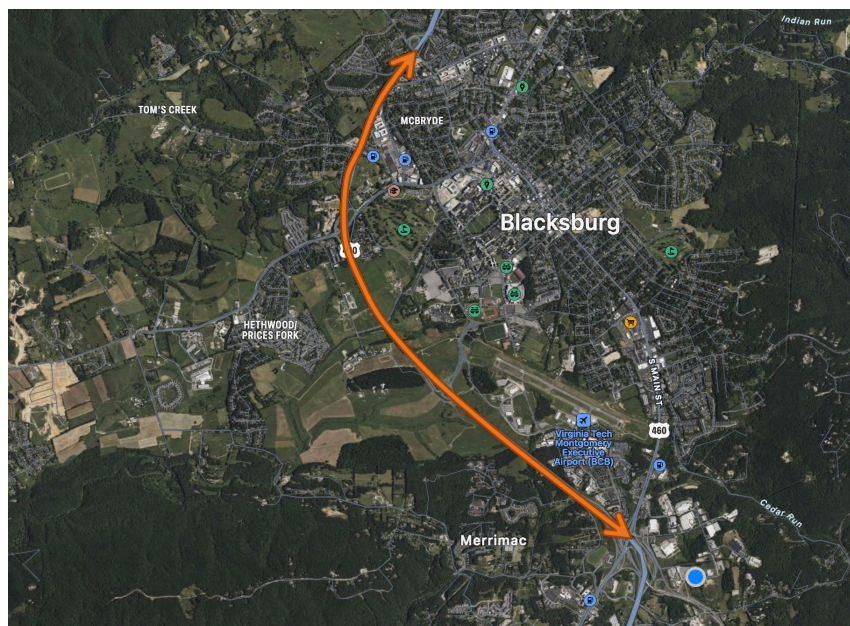 Indian Run
TOM'S CREEK
MCBRYDE
Blacksburg
HETHWOOD/
PRICES FORK
S MAIN ST
460
Virginia Tech
Montgomery
Executive
Airport (BCB)
Cedar Run
Merrimac